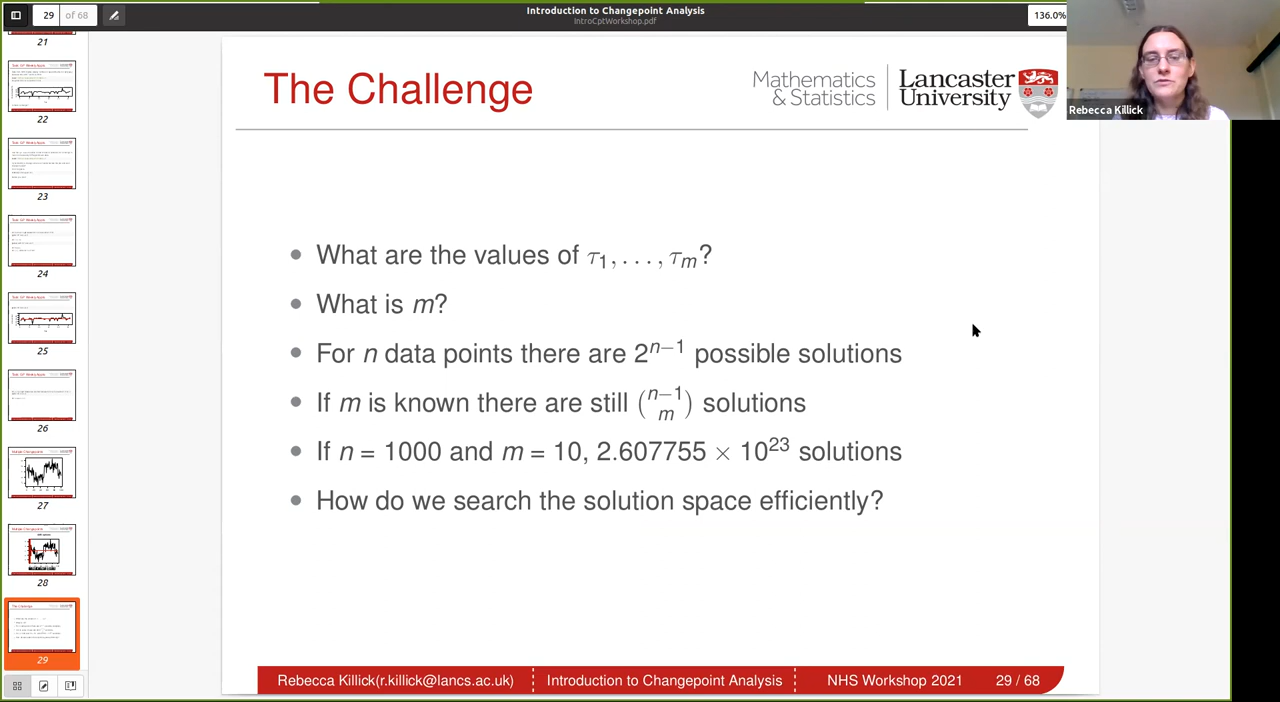 29 of 68
Introduction to Changepoint Analysis
IntroCptWorkshop.pdf
136.0%
Rebecca Killick
21
22
23
24
25
26
27
28
29
The Challenge
Mathematics
& Statistics
Lancaster
University
What are the values of τ₁, . . . , τₘ?
What is m?
For n data points there are 2ⁿ⁻¹ possible solutions
If m is known there are still (n−1 m) solutions
If n = 1000 and m = 10, 2.607755 × 10²³ solutions
How do we search the solution space efficiently?
Rebecca Killick(r.killick@lancs.ac.uk) Introduction to Changepoint Analysis NHS Workshop 2021 29 / 68